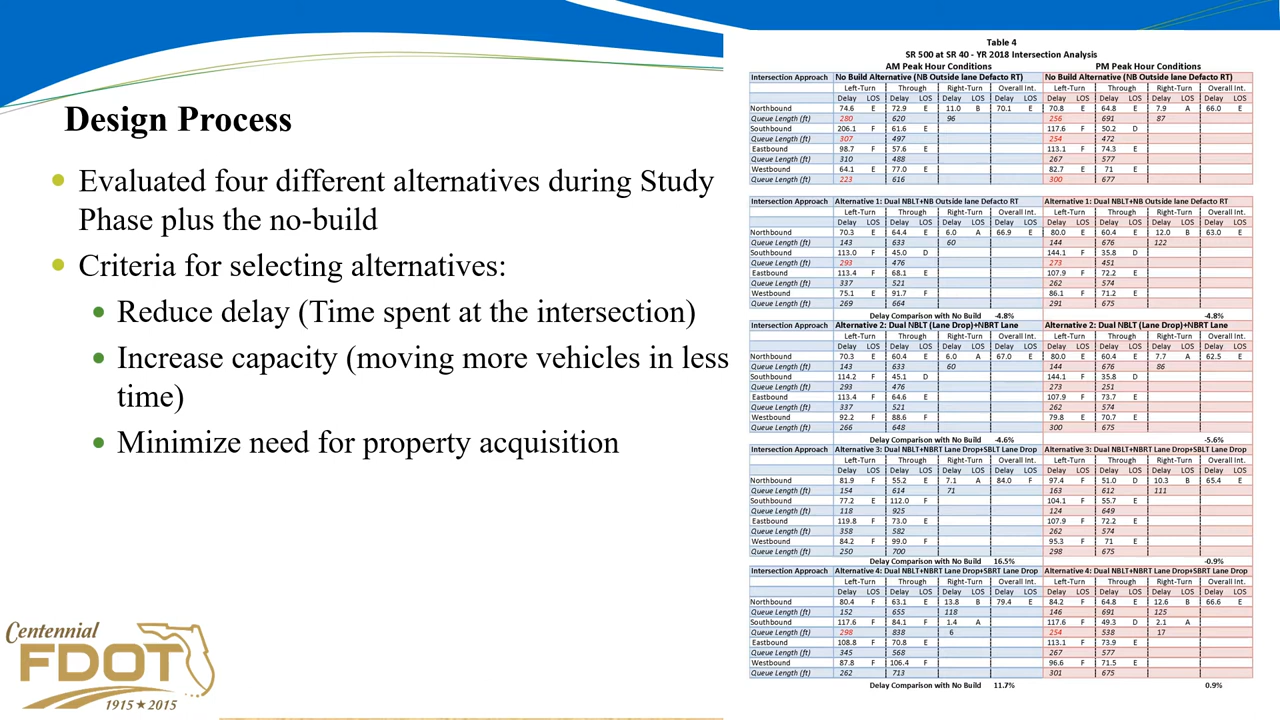 Design Process
Evaluated four different alternatives during Study
Phase plus the no-build
Criteria for selecting alternatives:
Reduce delay (Time spent at the intersection)
Increase capacity (moving more vehicles in less
time)
Minimize need for property acquisition
Centennial
FDOT
1915★2015
Table 4
SR 500 at SR 40 - YR 2018 Intersection Analysis
AM Peak Hour Conditions PM Peak Hour Conditions
Intersection Approach No Build Alternative (NB Outside lane Defacto RT) No Build Alternative (NB Outside lane Defacto RT)
Left-Turn Through Right-Turn Overall Int. Left-Turn Through Right-Turn Overall Int.
Delay LOS Delay LOS Delay LOS Delay LOS Delay LOS Delay LOS Delay LOS Delay LOS
Northbound 74.6 E 72.9 E 11.0 B 70.1 E 70.8 E 64.8 E 7.9 A 66.0 E
Queue Length (ft) 280 620 96 256 691 87
Southbound 206.1 F 61.6 E 117.6 F 50.2 D
Queue Length (ft) 307 497 254 472
Eastbound 98.7 F 57.6 E 113.1 F 74.3 E
Queue Length (ft) 310 488 267 577
Westbound 64.1 E 77.0 E 82.7 E 71 E
Queue Length (ft) 223 616 300 677
Intersection Approach Alternative 1: Dual NBLT+NB Outside lane Defacto RT Alternative 1: Dual NBLT+NB Outside lane Defacto RT
Left-Turn Through Right-Turn Overall Int. Left-Turn Through Right-Turn Overall Int.
Delay LOS Delay LOS Delay LOS Delay LOS Delay LOS Delay LOS Delay LOS Delay LOS
Northbound 70.3 E 64.4 E 6.0 A 66.9 E 80.0 E 60.4 E 12.0 B 63.0 E
Queue Length (ft) 143 633 60 144 676 122
Southbound 113.0 F 45.0 D 144.1 F 35.8 D
Queue Length (ft) 293 476 273 451
Eastbound 113.4 F 68.1 E 107.9 F 72.2 E
Queue Length (ft) 337 521 262 574
Westbound 75.1 E 91.7 F 86.1 F 71.2 E
Queue Length (ft) 269 664 291 675
Delay Comparison with No Build -4.8% -4.8%
Intersection Approach Alternative 2: Dual NBLT (Lane Drop)+NBRT Lane Alternative 2: Dual NBLT (Lane Drop)+NBRT Lane
Left-Turn Through Right-Turn Overall Int. Left-Turn Through Right-Turn Overall Int.
Delay LOS Delay LOS Delay LOS Delay LOS Delay LOS Delay LOS Delay LOS Delay LOS
Northbound 70.3 E 60.4 E 6.0 A 67.0 E 80.0 E 60.4 E 7.7 A 62.5 E
Queue Length (ft) 143 633 60 144 676 86
Southbound 114.2 F 45.1 D 144.1 F 35.8 D
Queue Length (ft) 293 476 273 251
Eastbound 113.4 F 64.6 E 107.9 F 73.7 E
Queue Length (ft) 337 521 262 574
Westbound 92.2 F 88.6 F 79.8 E 70.7 E
Queue Length (ft) 266 648 300 675
Delay Comparison with No Build -4.6% -5.6%
Intersection Approach Alternative 3: Dual NBLT+NBRT Lane Drop+SBLT Lane Drop Alternative 3: Dual NBLT+NBRT Lane Drop+SBLT Lane Drop
Left-Turn Through Right-Turn Overall Int. Left-Turn Through Right-Turn Overall Int.
Delay LOS Delay LOS Delay LOS Delay LOS Delay LOS Delay LOS Delay LOS Delay LOS
Northbound 81.9 F 55.2 E 7.1 A 84.0 F 97.4 F 51.0 D 10.3 B 65.4 E
Queue Length (ft) 154 614 71 163 612 111
Southbound 77.2 E 112.0 F 104.1 F 55.7 E
Queue Length (ft) 118 925 124 649
Eastbound 119.8 F 73.0 E 107.9 F 72.2 E
Queue Length (ft) 358 582 262 574
Westbound 84.2 F 99.0 F 95.3 F 71 E
Queue Length (ft) 250 700 298 675
Delay Comparison with No Build 16.5% -0.9%
Intersection Approach Alternative 4: Dual NBLT+NBRT Lane Drop+SBRT Lane Drop Alternative 4: Dual NBLT+NBRT Lane Drop+SBRT Lane Drop
Left-Turn Through Right-Turn Overall Int. Left-Turn Through Right-Turn Overall Int.
Delay LOS Delay LOS Delay LOS Delay LOS Delay LOS Delay LOS Delay LOS Delay LOS
Northbound 80.4 F 63.1 E 13.8 B 79.4 E 84.2 F 64.8 E 12.6 B 66.6 E
Queue Length (ft) 152 655 118 146 691 125
Southbound 117.6 F 84.1 F 1.4 A 117.6 F 49.3 D 2.1 A
Queue Length (ft) 298 838 6 254 538 17
Eastbound 108.8 F 70.8 E 113.1 F 73.9 E
Queue Length (ft) 345 568 267 577
Westbound 87.8 F 106.4 F 96.6 F 71.5 E
Queue Length (ft) 262 713 301 675
Delay Comparison with No Build 11.7% 0.9%